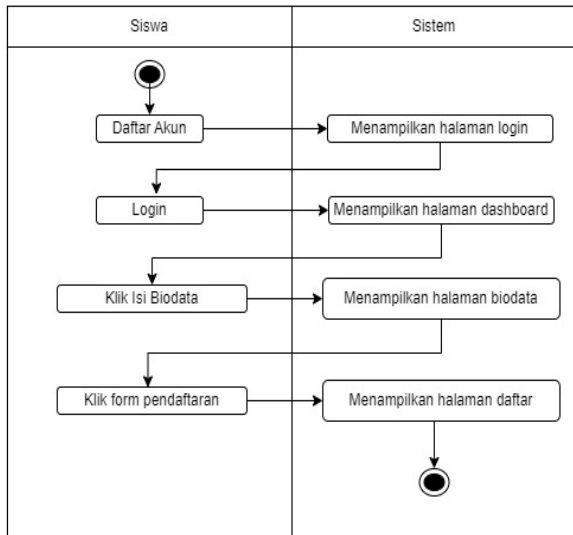 Siswa
Sistem
Daftar Akun
Menampilkan halaman login
Login
Menampilkan halaman dashboard
Klik Isi Biodata
Menampilkan halaman biodata
Klik form pendaftaran
Menampilkan halaman daftar